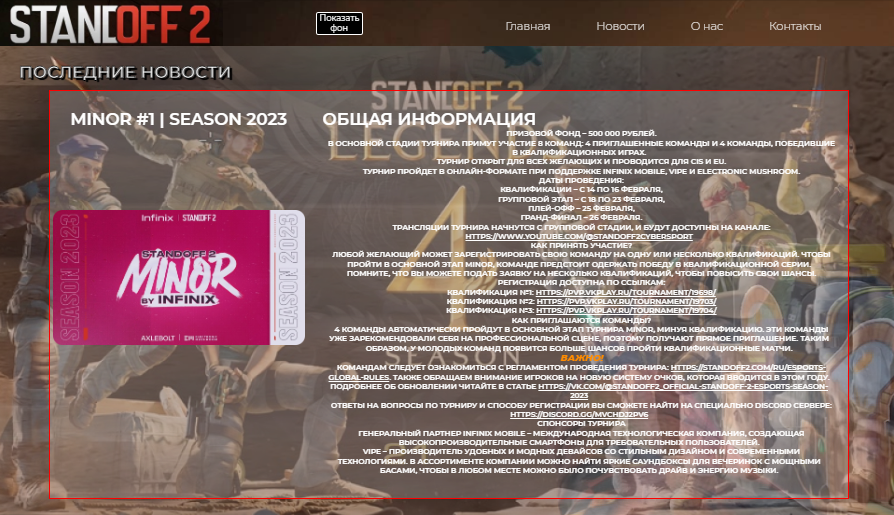 STANDOFF 2
Показать
фон
Главная
Новости
О нас
Контакты
ПОСЛЕДНИЕ НОВОСТИ
STANDOFF 2
LEGENDS
4
SEASON
MINOR #1 | SEASON 2023
SEASON 2023
Infinix | STANDOFF 2
STANDOFF 2
MINOR
BY INFINIX
AXLEBOLT
SEASON 2023
ОБЩАЯ ИНФОРМАЦИЯ
ПРИЗОВОЙ ФОНД – 500 000 РУБЛЕЙ.
В ОСНОВНОЙ СТАДИИ ТУРНИРА ПРИМУТ УЧАСТИЕ 8 КОМАНД: 4 ПРИГЛАШЕННЫЕ КОМАНДЫ И 4 КОМАНДЫ, ПОБЕДИВШИЕ
В КВАЛИФИКАЦИОННЫХ ИГРАХ.
ТУРНИР ОТКРЫТ ДЛЯ ВСЕХ ЖЕЛАЮЩИХ И ПРОВОДИТСЯ ДЛЯ CIS И EU.
ТУРНИР ПРОЙДЕТ В ОНЛАЙН-ФОРМАТЕ ПРИ ПОДДЕРЖКЕ INFINIX MOBILE, VIPE И ELECTRONIC MUSHROOM.
ДАТЫ ПРОВЕДЕНИЯ:
КВАЛИФИКАЦИИ – С 14 ПО 16 ФЕВРАЛЯ,
ГРУППОВОЙ ЭТАП – С 18 ПО 23 ФЕВРАЛЯ,
ПЛЕЙ-ОФФ – 25 ФЕВРАЛЯ,
ГРАНД-ФИНАЛ – 26 ФЕВРАЛЯ.
ТРАНСЛЯЦИИ ТУРНИРА НАЧНУТСЯ С ГРУППОВОЙ СТАДИИ, И БУДУТ ДОСТУПНЫ НА КАНАЛЕ:
HTTPS://WWW.YOUTUBE.COM/@STANDOFF2CYBERSPORT
КАК ПРИНЯТЬ УЧАСТИЕ?
ЛЮБОЙ ЖЕЛАЮЩИЙ МОЖЕТ ЗАРЕГИСТРИРОВАТЬ СВОЮ КОМАНДУ НА ОДНУ ИЛИ НЕСКОЛЬКО КВАЛИФИКАЦИЙ. ЧТОБЫ
ПРОЙТИ В ОСНОВНОЙ ЭТАП MINOR, КОМАНДЕ ПРЕДСТОИТ ОДЕРЖАТЬ ПОБЕДУ В КВАЛИФИКАЦИОННОЙ СЕРИИ.
ПОМНИТЕ, ЧТО ВЫ МОЖЕТЕ ПОДАТЬ ЗАЯВКУ НА НЕСКОЛЬКО КВАЛИФИКАЦИЙ, ЧТОБЫ ПОВЫСИТЬ СВОИ ШАНСЫ.
РЕГИСТРАЦИЯ ДОСТУПНА ПО ССЫЛКАМ:
КВАЛИФИКАЦИЯ №1: HTTPS://PVP.VKPLAY.RU/TOURNAMENT/19698/
КВАЛИФИКАЦИЯ №2: HTTPS://PVP.VKPLAY.RU/TOURNAMENT/19703/
КВАЛИФИКАЦИЯ №3: HTTPS://PVP.VKPLAY.RU/TOURNAMENT/19704/
КАК ПРИГЛАШАЮТСЯ КОМАНДЫ?
4 КОМАНДЫ АВТОМАТИЧЕСКИ ПРОЙДУТ В ОСНОВНОЙ ЭТАП ТУРНИРА MINOR, МИНУЯ КВАЛИФИКАЦИЮ. ЭТИ КОМАНДЫ
УЖЕ ЗАРЕКОМЕНДОВАЛИ СЕБЯ НА ПРОФЕССИОНАЛЬНОЙ СЦЕНЕ, ПОЭТОМУ ПОЛУЧАЮТ ПРЯМОЕ ПРИГЛАШЕНИЕ. ТАКИМ
ОБРАЗОМ, У МОЛОДЫХ КОМАНД ПОЯВИТСЯ БОЛЬШЕ ШАНСОВ ПРОЙТИ КВАЛИФИКАЦИОННЫЕ МАТЧИ.
ВАЖНО!
КОМАНДАМ СЛЕДУЕТ ОЗНАКОМИТЬСЯ С РЕГЛАМЕНТОМ ПРОВЕДЕНИЯ ТУРНИРА: HTTPS://STANDOFF2.COM/RU/ESPORTS-
GLOBAL-RULES. ТАКЖЕ ОБРАЩАЕМ ВНИМАНИЕ ИГРОКОВ НА НОВУЮ СИСТЕМУ ОЧКОВ, КОТОРАЯ ВВОДИТСЯ В ЭТОМ ГОДУ.
ПОДРОБНЕЕ ОБ ОБНОВЛЕНИИ ЧИТАЙТЕ В СТАТЬЕ HTTPS://VK.COM/@STANDOFF2_OFFICIAL-STANDOFF-2-ESPORTS-SEASON-
2023
ОТВЕТЫ НА ВОПРОСЫ ПО ТУРНИРУ И СПОСОБУ РЕГИСТРАЦИИ ВЫ СМОЖЕТЕ НАЙТИ НА СПЕЦИАЛЬНО DISCORD СЕРВЕРЕ:
HTTPS://DISCORD.GG/MVCHDJ2PV6
СПОНСОРЫ ТУРНИРА
ГЕНЕРАЛЬНЫЙ ПАРТНЕР INFINIX MOBILE – МЕЖДУНАРОДНАЯ ТЕХНОЛОГИЧЕСКАЯ КОМПАНИЯ, СОЗДАЮЩАЯ
ВЫСОКОПРОИЗВОДИТЕЛЬНЫЕ СМАРТФОНЫ ДЛЯ ТРЕБОВАТЕЛЬНЫХ ПОЛЬЗОВАТЕЛЕЙ.
VIPE – ПРОИЗВОДИТЕЛЬ УДОБНЫХ И МОДНЫХ ДЕВАЙСОВ СО СТИЛЬНЫМ ДИЗАЙНОМ И СОВРЕМЕННЫМИ
ТЕХНОЛОГИЯМИ. В АССОРТИМЕНТЕ КОМПАНИИ МОЖНО НАЙТИ ЯРКИЕ САУНДБОКСЫ ДЛЯ ВЕЧЕРИНОК С МОЩНЫМИ
БАСАМИ, ЧТОБЫ В ЛЮБОМ МЕСТЕ МОЖНО БЫЛО ПОЧУВСТВОВАТЬ ДРАЙВ И ЭНЕРГИЮ МУЗЫКИ.